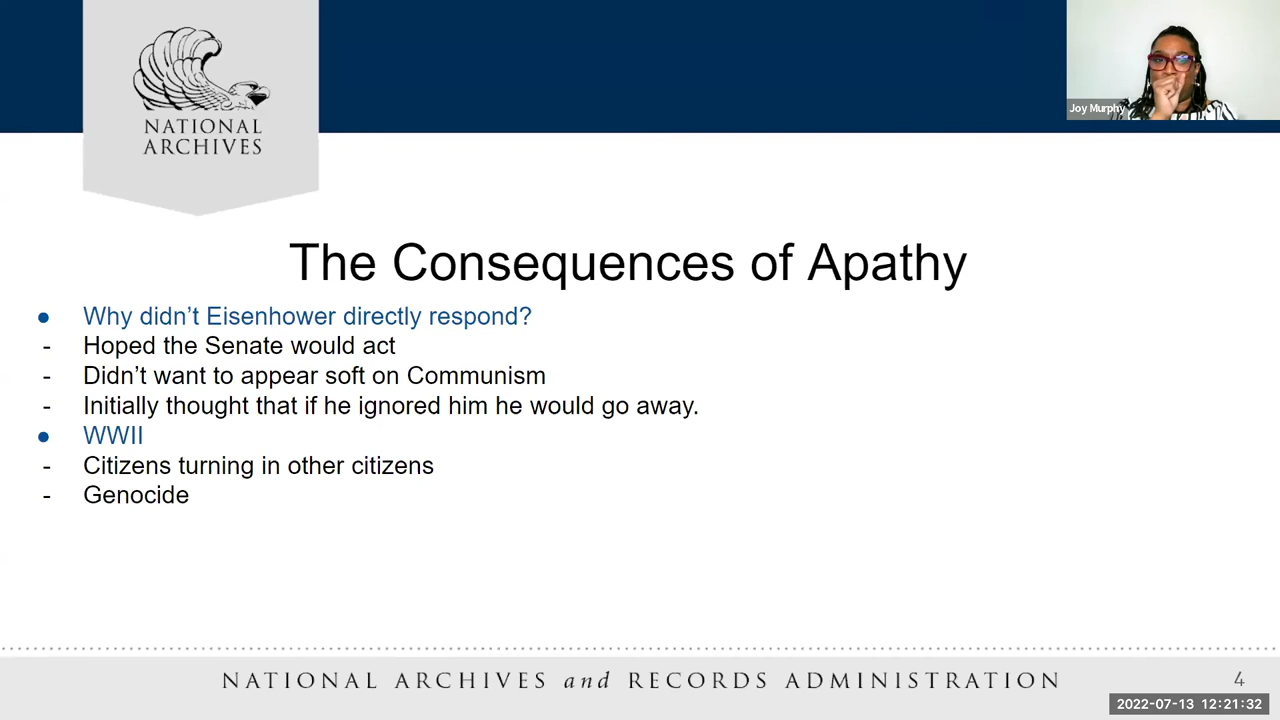 NATIONAL
ARCHIVES
Joy Murphy
The Consequences of Apathy
● Why didn’t Eisenhower directly respond?
- Hoped the Senate would act
- Didn’t want to appear soft on Communism
- Initially thought that if he ignored him he would go away.
● WWII
- Citizens turning in other citizens
- Genocide
NATIONAL ARCHIVES and RECORDS ADMINISTRATION
4
2022-07-13 12:21:32